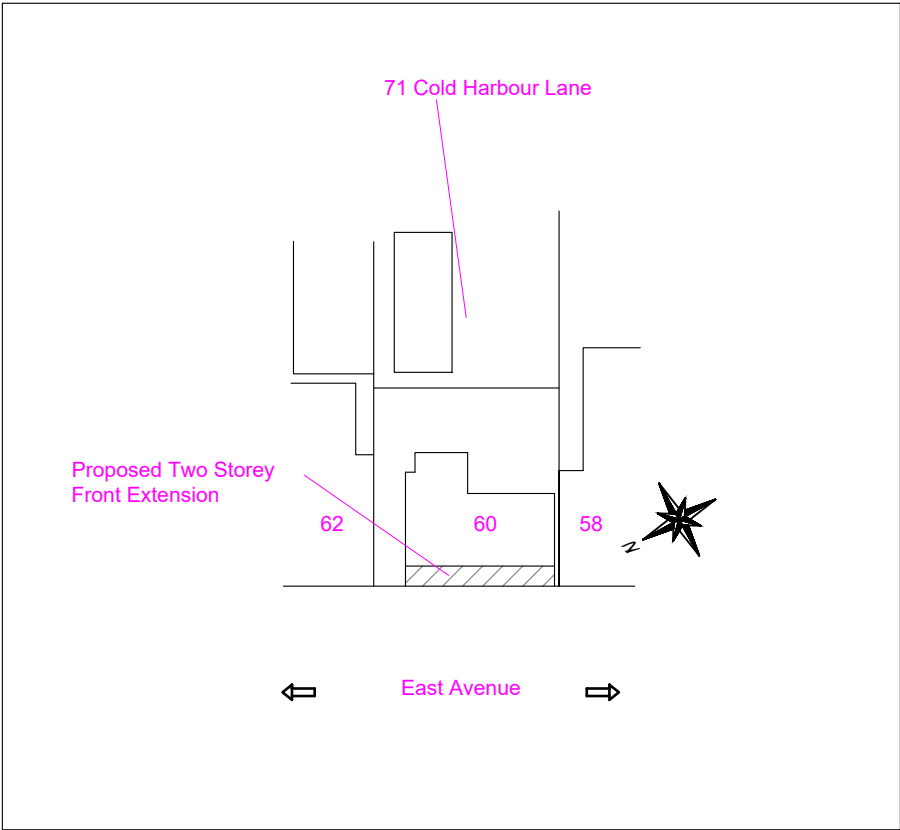 71 Cold Harbour Lane
Proposed Two Storey
Front Extension
62
60
58
N
East Avenue